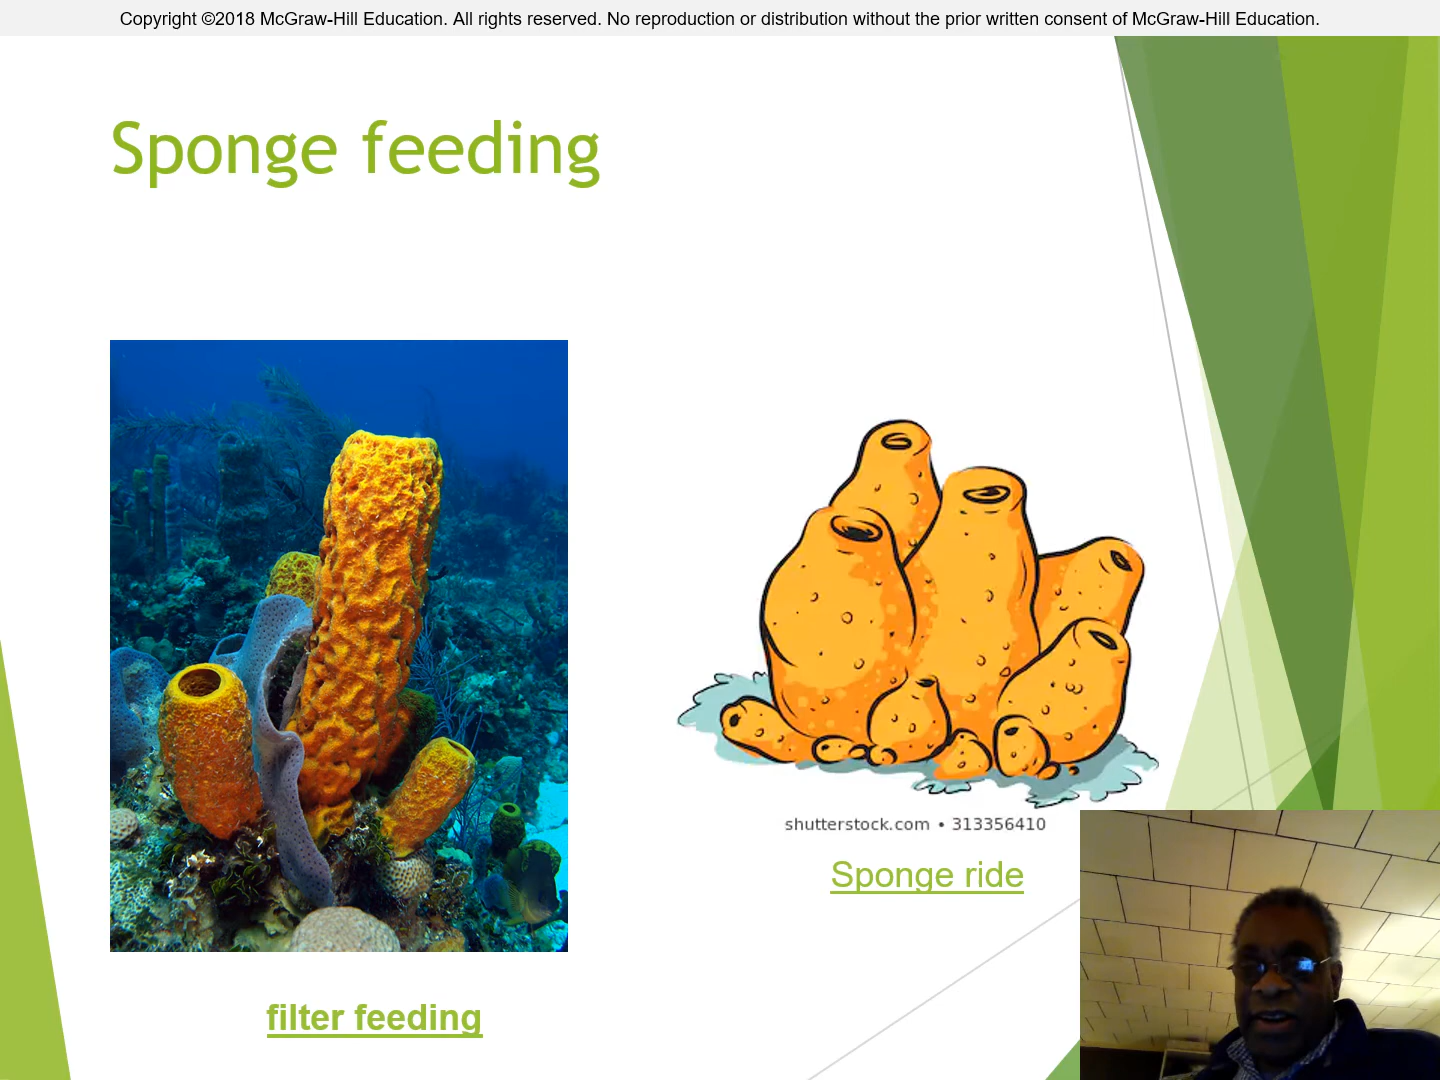 Copyright ©2018 McGraw-Hill Education. All rights reserved. No reproduction or distribution without the prior written consent of McGraw-Hill Education.
Sponge feeding
shutterstock.com • 313356410
Sponge ride
filter feeding